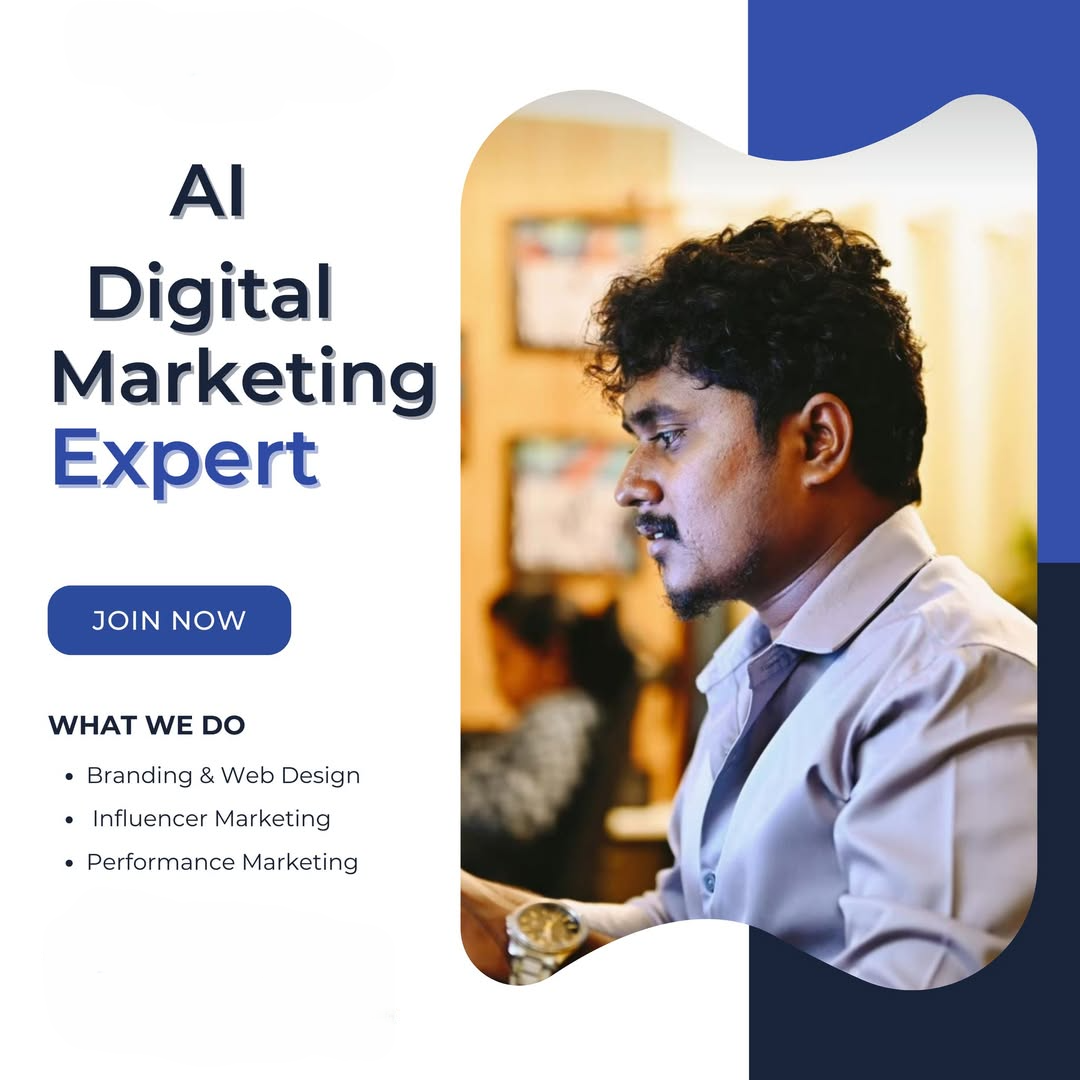 AI
Digital
Marketing
Expert
JOIN NOW
WHAT WE DO
• Branding & Web Design
• Influencer Marketing
• Performance Marketing